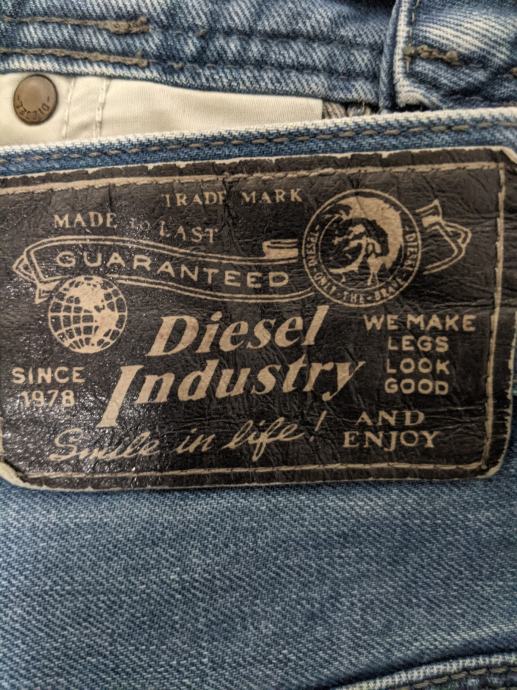 DIESEL
TRADE MARK
MADE TO LAST
GUARANTEED
DIESEL
DIESEL
ONLY-THE-BRAVE
Diesel
Industry
WE MAKE
LEGS
LOOK
GOOD
SINCE
1978
Smile in life!
AND
ENJOY